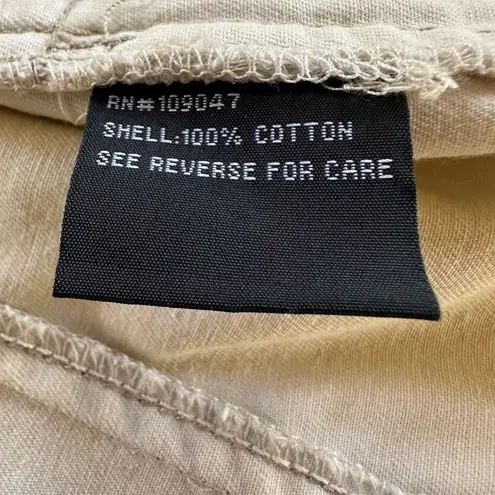 RN#109047
SHELL:100% COTTON
SEE REVERSE FOR CARE